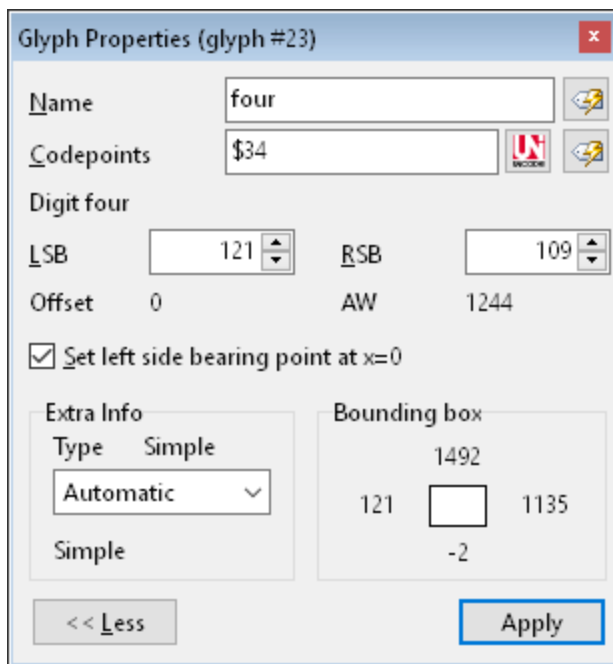 Glyph Properties (glyph #23) x
Name four
Codepoints $34 UN
Digit four
LSB 121 RSB 109
Offset 0 AW 1244
Set left side bearing point at x=0
Extra Info Bounding box
Type Simple 1492
Automatic 121 1135
Simple -2
<< Less Apply